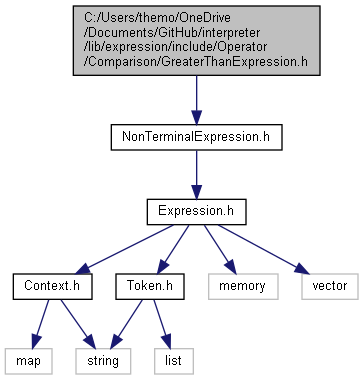 C:/Users/themo/OneDrive
/Documents/GitHub/interpreter
/lib/expression/include/Operator
/Comparison/GreaterThanExpression.h
NonTerminalExpression.h
Expression.h
Context.h
Token.h
memory
vector
map
string
list